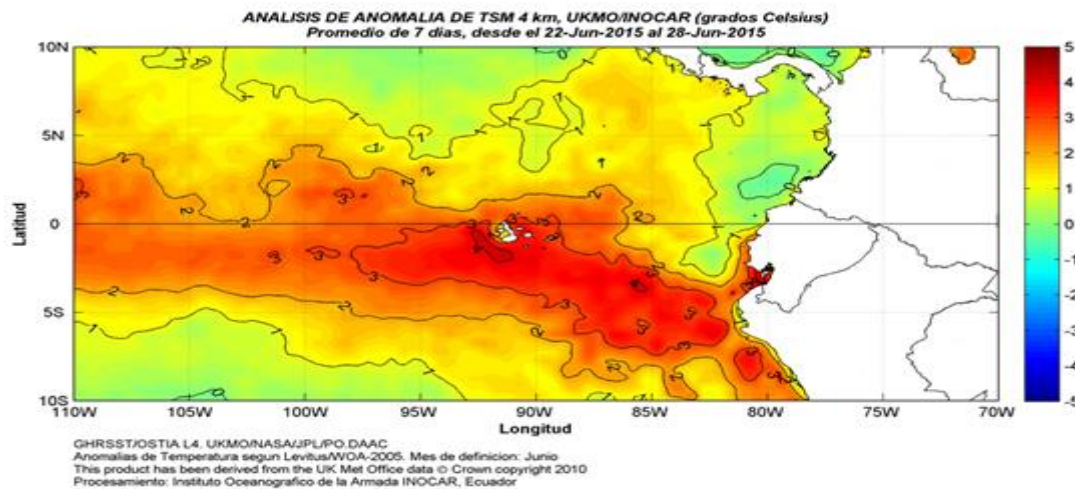 ANALISIS DE ANOMALIA DE TSM 4 km, UKMO/INOCAR (grados Celsius)
Promedio de 7 dias, desde el 22-Jun-2015 al 28-Jun-2015
10N
5N
0
5S
10S
Latitud
110W 105W 100W 95W 90W 85W 80W 75W 70W
Longitud
5
4
3
2
1
0
-1
-2
-3
-4
-5
GHRSST/OSTIA L4. UKMO/NASA/JPL/PO.DAAC
Anomalias de Temperatura segun Levitus/WOA-2005. Mes de definicion: Junio
This product has been derived from the UK Met Office data © Crown copyright 2010
Procesamiento: Instituto Oceanografico de la Armada INOCAR, Ecuador